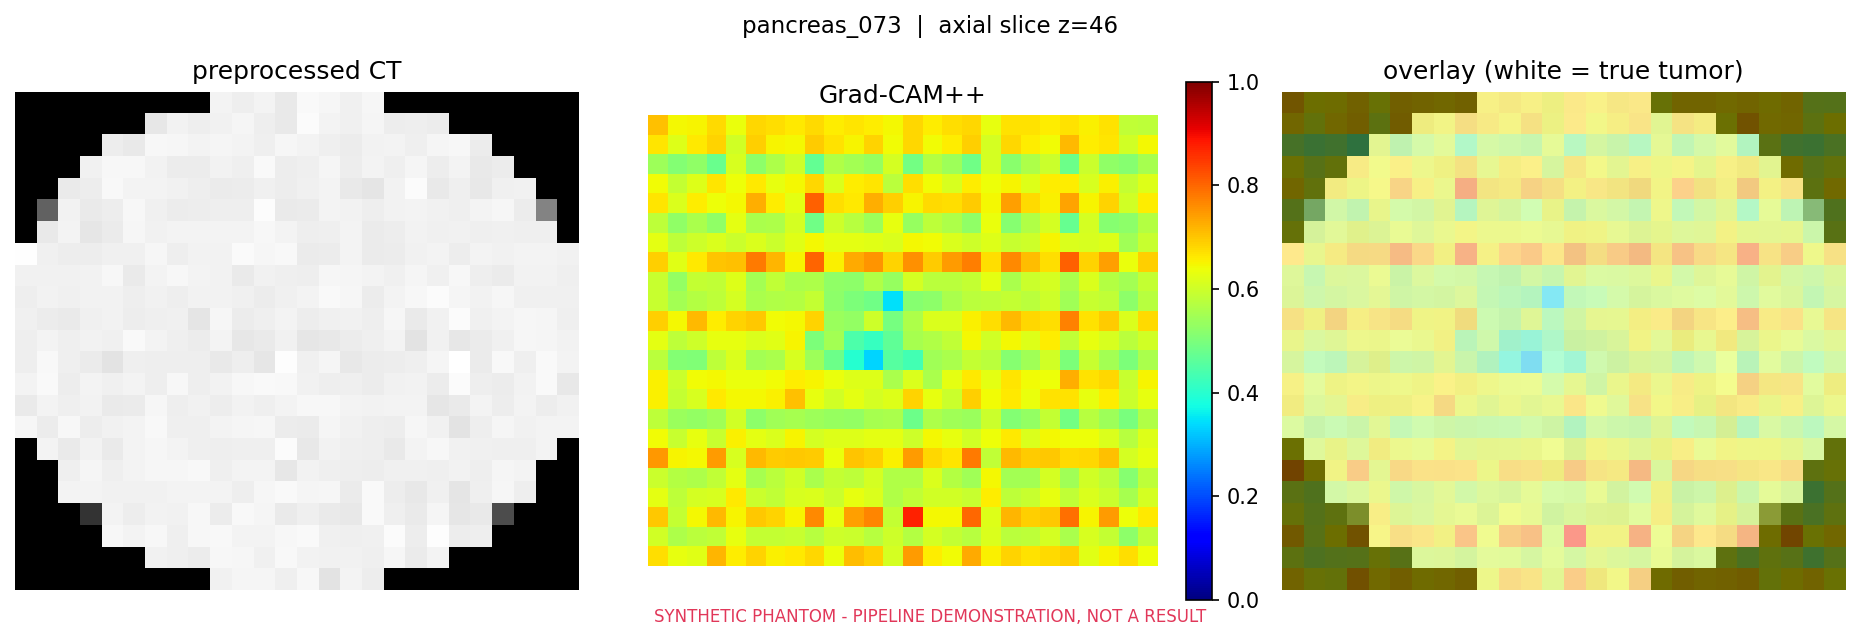 pancreas_073 | axial slice z=46
preprocessed CT
Grad-CAM++
overlay (white = true tumor)
1.0
0.8
0.6
0.4
0.2
0.0
SYNTHETIC PHANTOM - PIPELINE DEMONSTRATION, NOT A RESULT